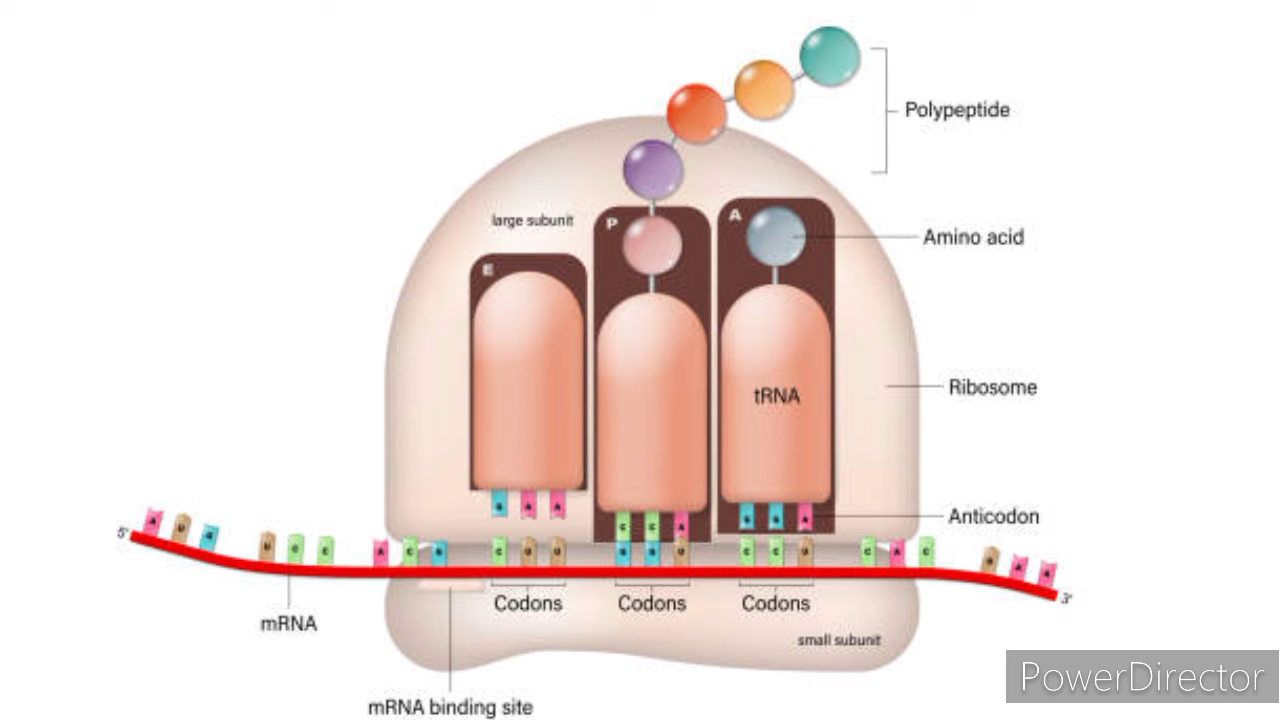 Polypeptide
large subunit
P
A
Amino acid
E
tRNA
Ribosome
G A A
C C A
G G A
Anticodon
5'
A U G
U C C
A C G
C U U
G G U
C C U
C A C
U A A
3'
Codons
Codons
Codons
mRNA
small subunit
mRNA binding site
PowerDirector